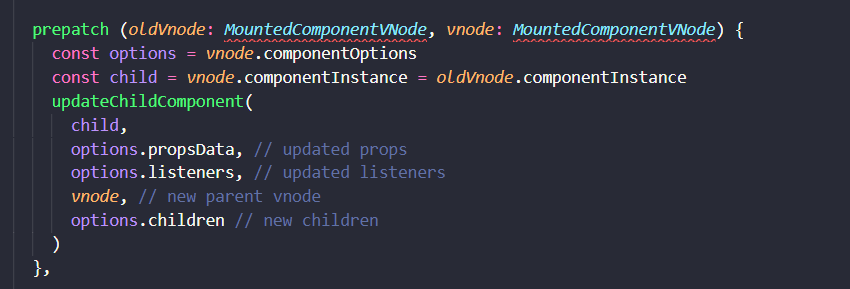 prepatch (oldVnode: MountedComponentVNode, vnode: MountedComponentVNode) {
  const options = vnode.componentOptions
  const child = vnode.componentInstance = oldVnode.componentInstance
  updateChildComponent(
    child,
    options.propsData, // updated props
    options.listeners, // updated listeners
    vnode, // new parent vnode
    options.children // new children
  )
},